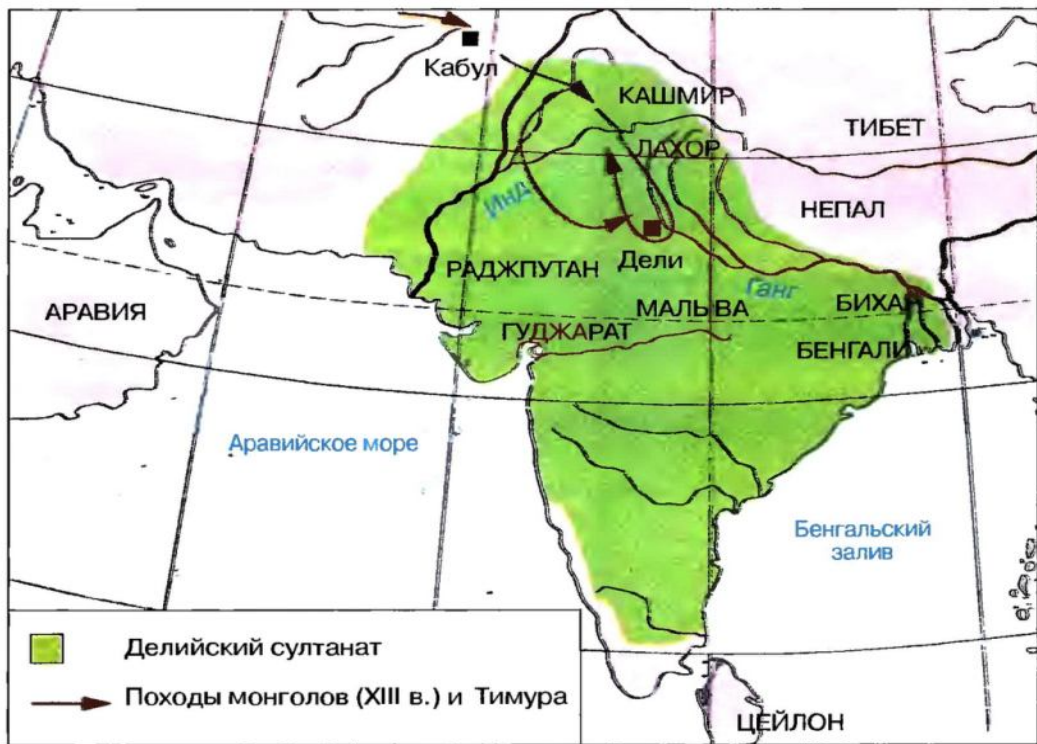 Кабул
КАШМИР
ТИБЕТ
ЛАХОР
Инд
НЕПАЛ
Дели
РАДЖПУТАН
Ганг
АРАВИЯ
МАЛЬВА
БИХАР
ГУДЖАРАТ
БЕНГАЛИ
Аравийское море
Бенгальский
залив
Делийский султанат
Походы монголов (XIII в.) и Тимура
ЦЕЙЛОН